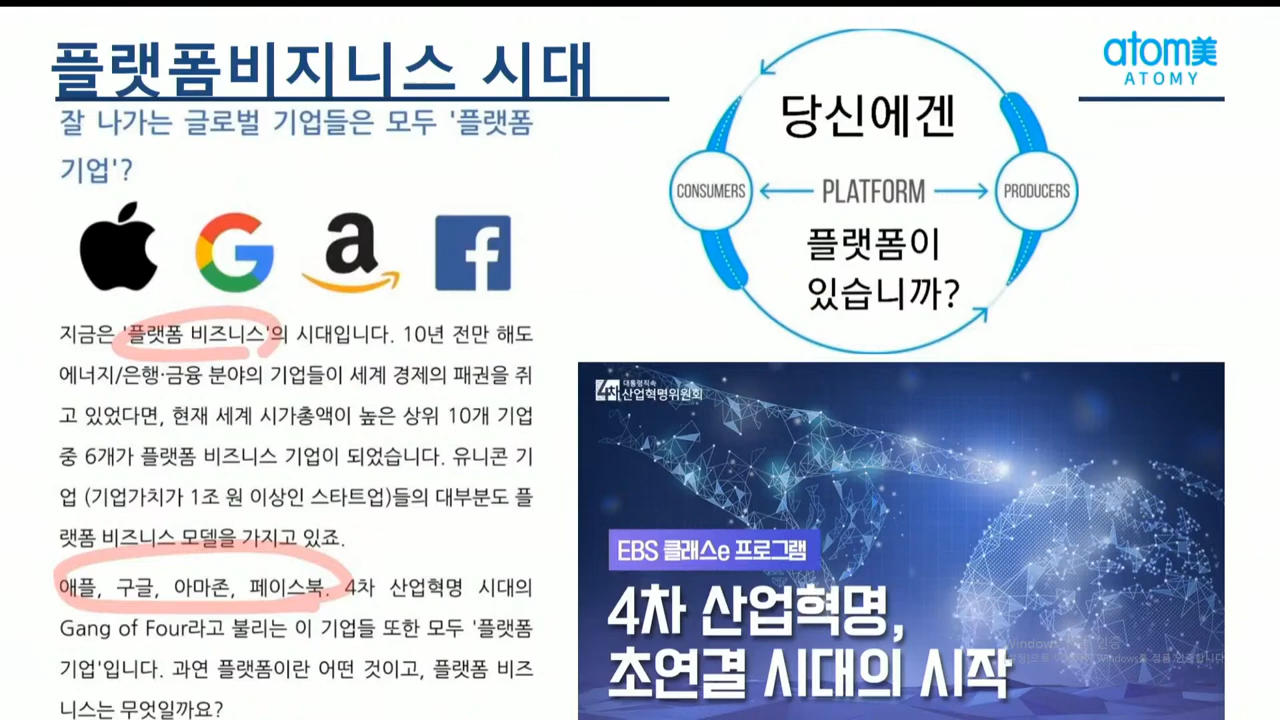 플랫폼비지니스 시대
atom美
ATOMY
잘 나가는 글로벌 기업들은 모두 '플랫폼
기업'?
당신에겐
CONSUMERS
PLATFORM
PRODUCERS
플랫폼이
있습니까?
지금은 '플랫폼 비즈니스'의 시대입니다. 10년 전만 해도
에너지/은행·금융 분야의 기업들이 세계 경제의 패권을 쥐
고 있었다면, 현재 세계 시가총액이 높은 상위 10개 기업
중 6개가 플랫폼 비즈니스 기업이 되었습니다. 유니콘 기
업 (기업가치가 1조 원 이상인 스타트업)들의 대부분도 플
랫폼 비즈니스 모델을 가지고 있죠.
애플, 구글, 아마존, 페이스북. 4차 산업혁명 시대의
Gang of Four라고 불리는 이 기업들 또한 모두 '플랫폼
기업'입니다. 과연 플랫폼이란 어떤 것이고, 플랫폼 비즈
니스는 무엇일까요?
4차
대통령직속
산업혁명위원회
EBS 클래스e 프로그램
4차 산업혁명,
초연결 시대의 시작